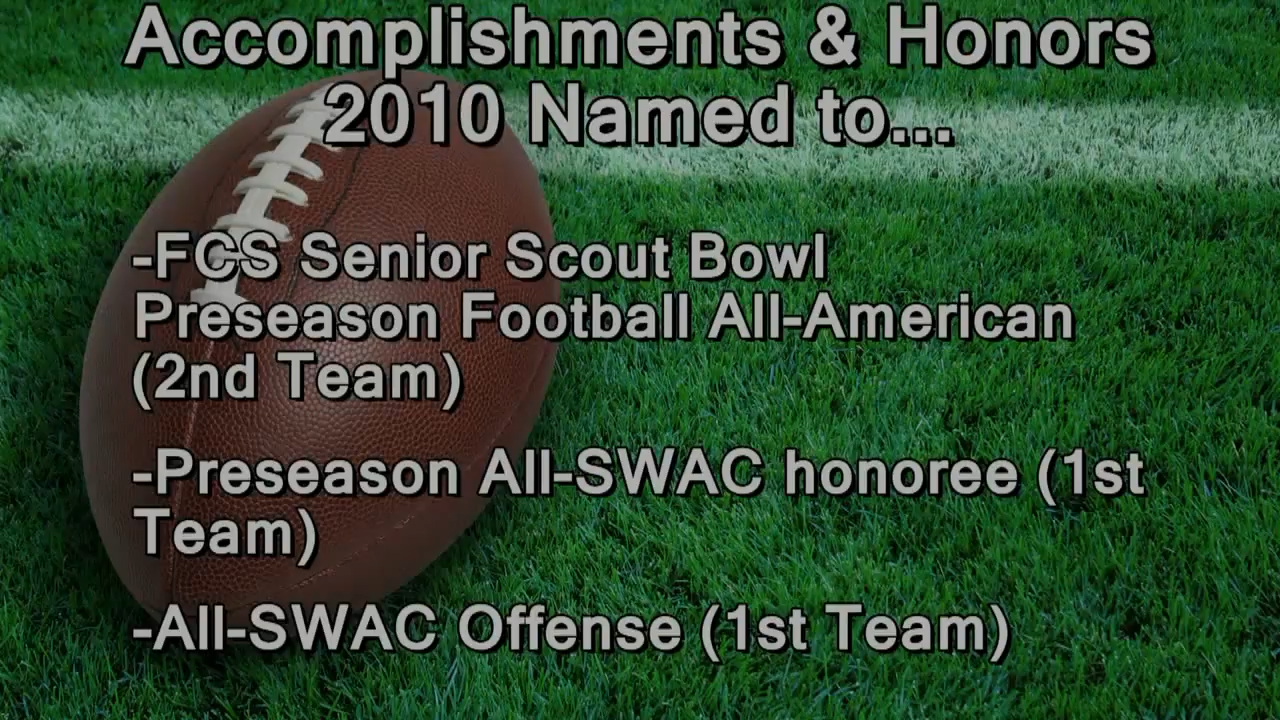 Accomplishments & Honors
2010 Named to...
-FCS Senior Scout Bowl
Preseason Football All-American
(2nd Team)
-Preseason All-SWAC honoree (1st
Team)
-All-SWAC Offense (1st Team)